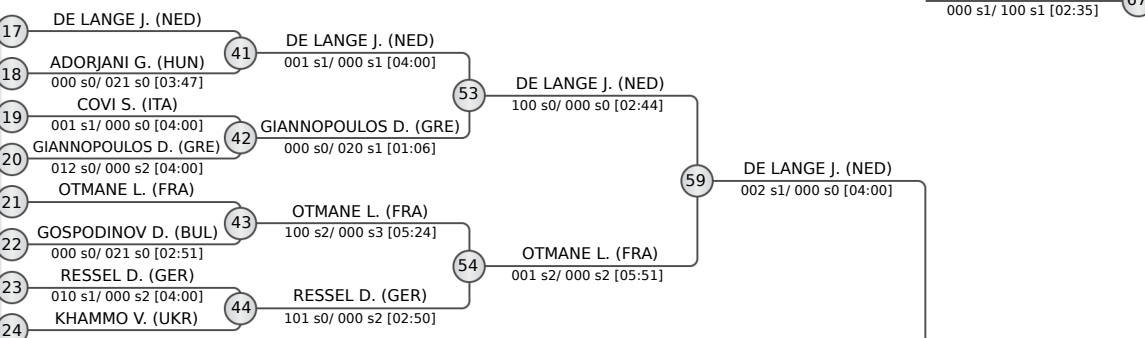 67
000 s1/ 100 s1 [02:35]
17
DE LANGE J. (NED)
41
DE LANGE J. (NED)
001 s1/ 000 s1 [04:00]
18
ADORJANI G. (HUN)
000 s0/ 021 s0 [03:47]
53
DE LANGE J. (NED)
100 s0/ 000 s0 [02:44]
19
COVI S. (ITA)
001 s1/ 000 s0 [04:00]
42
GIANNOPOULOS D. (GRE)
000 s0/ 020 s1 [01:06]
20
GIANNOPOULOS D. (GRE)
012 s0/ 000 s2 [04:00]
59
DE LANGE J. (NED)
002 s1/ 000 s0 [04:00]
21
OTMANE L. (FRA)
43
OTMANE L. (FRA)
100 s2/ 000 s3 [05:24]
22
GOSPODINOV D. (BUL)
000 s0/ 021 s0 [02:51]
54
OTMANE L. (FRA)
001 s2/ 000 s2 [05:51]
23
RESSEL D. (GER)
010 s1/ 000 s2 [04:00]
44
RESSEL D. (GER)
101 s0/ 000 s2 [02:50]
24
KHAMMO V. (UKR)